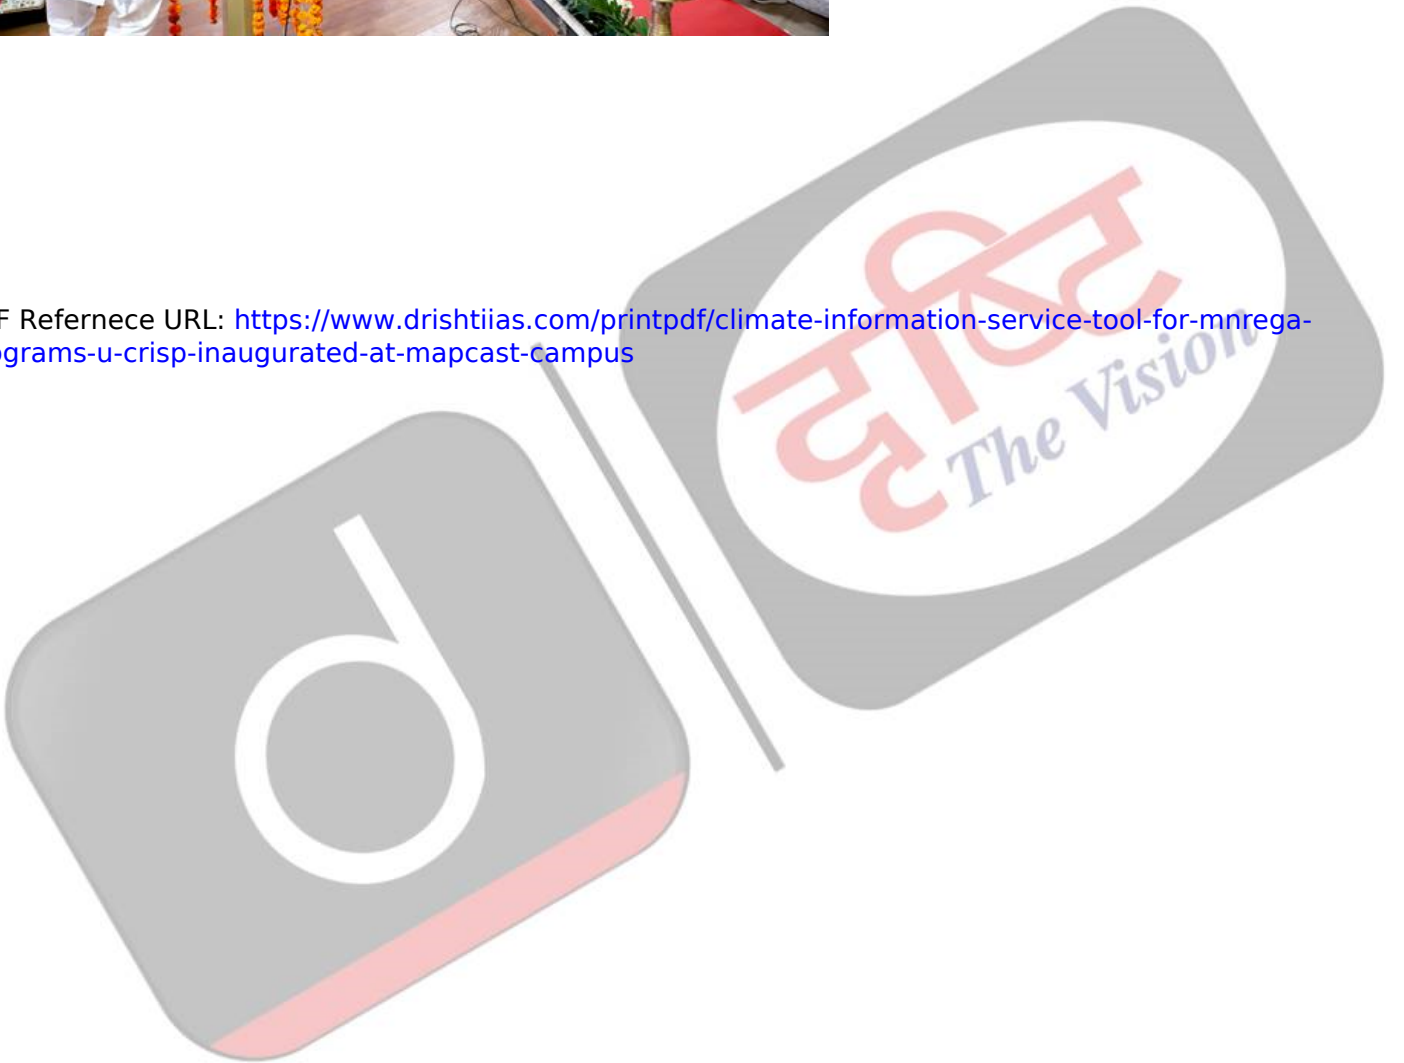 F Refernece URL: https://www.drishtiias.com/printpdf/climate-information-service-tool-for-mnrega-
grams-u-crisp-inaugurated-at-mapcast-campus
दृष्टि
The Vision
d